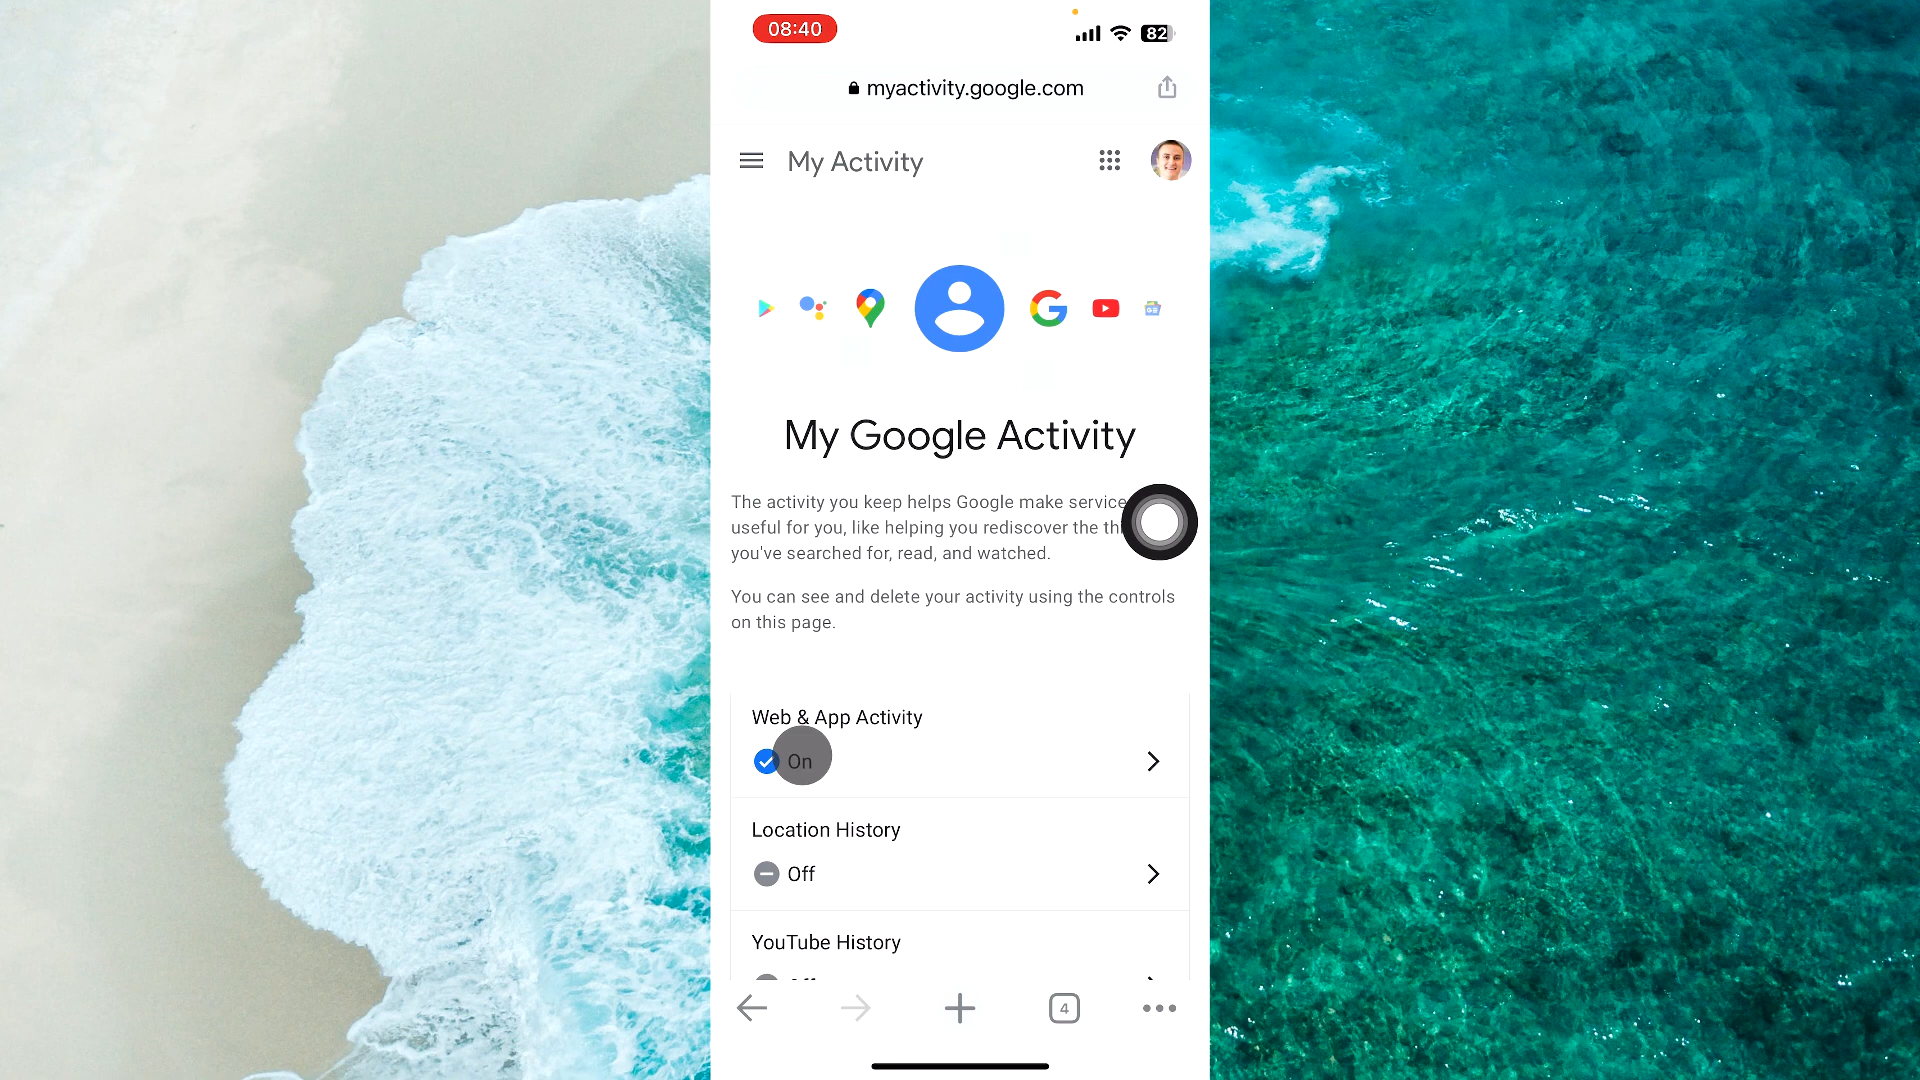 08:40
82
myactivity.google.com
My Activity
My Google Activity
The activity you keep helps Google make service
useful for you, like helping you rediscover the
you've searched for, read, and watched.
You can see and delete your activity using the controls
on this page.
Web & App Activity
On
Location History
Off
YouTube History
4